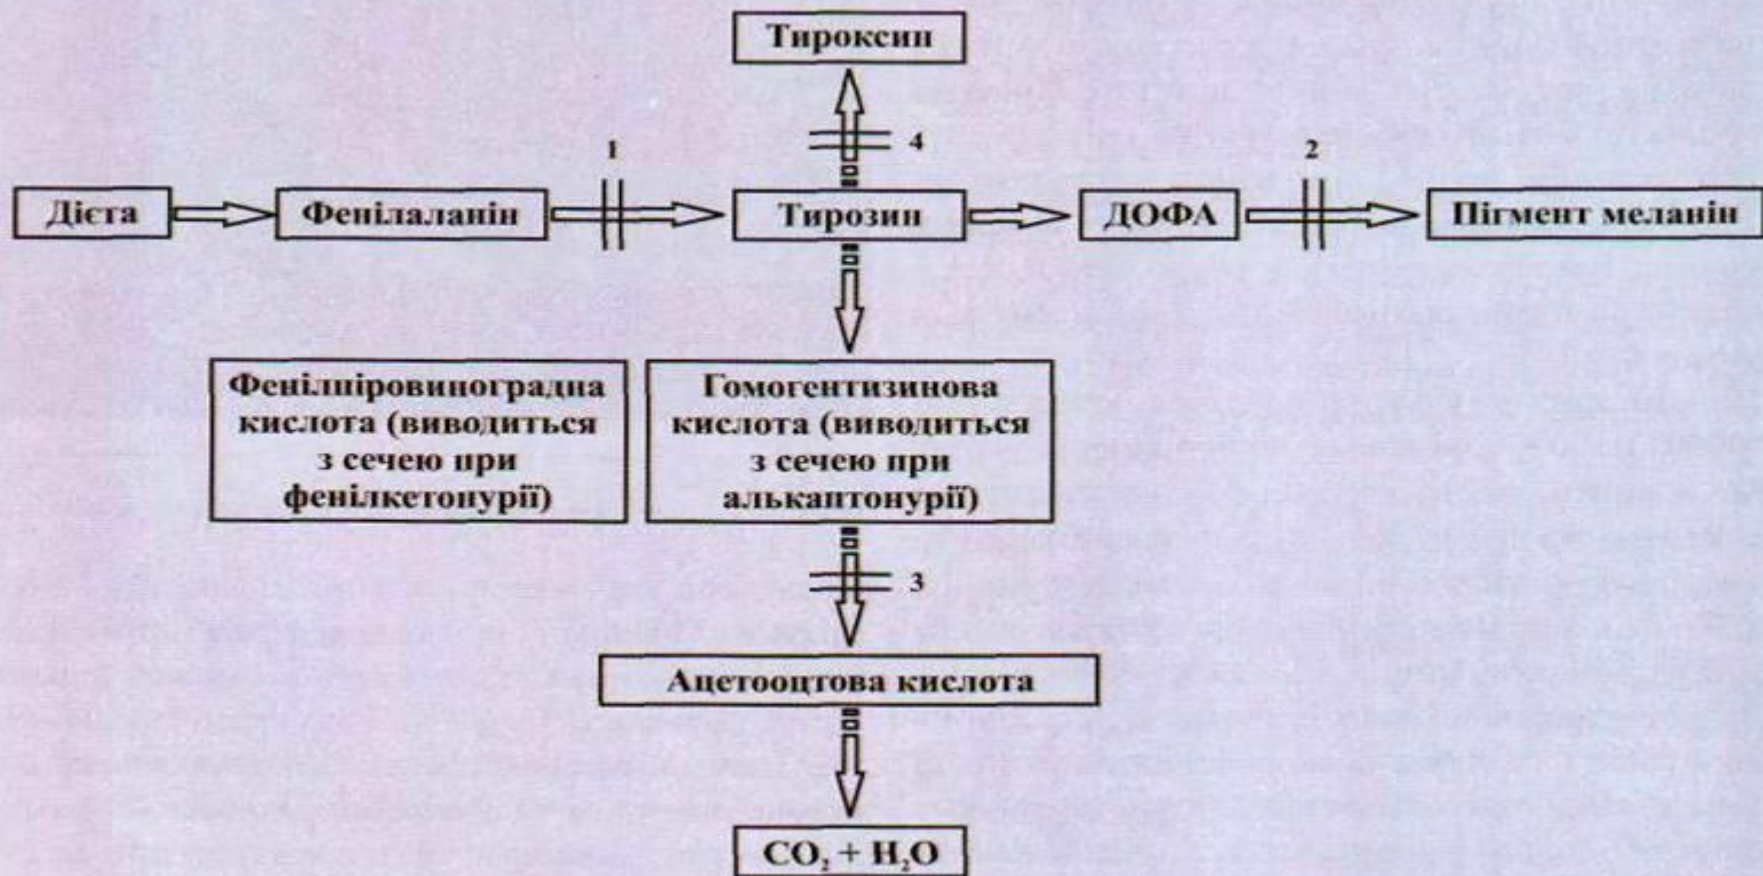 Тироксин
1
4
2
Дієта
Фенілаланін
Тирозин
ДОФА
Пігмент меланін
Фенілпіровиноградна
кислота (виводиться
з сечею при
фенілкетонурії)
Гомогентизинова
кислота (виводиться
з сечею при
алькаптонурії)
3
Ацетооцтова кислота
CO₂ + H₂O